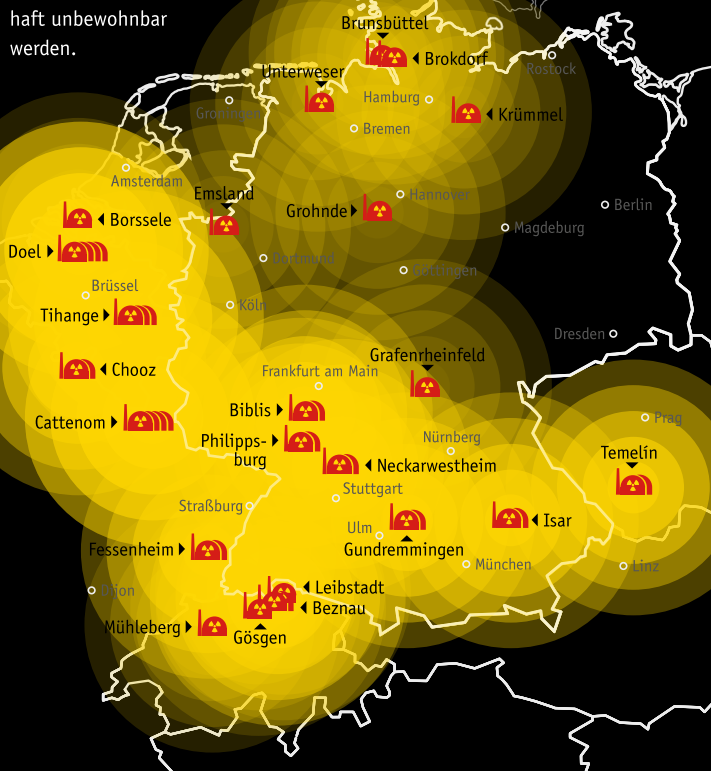 haft unbewohnbar
werden.
Brunsbüttel
Brokdorf
Rostock
Unterweser
Hamburg
Groningen
Krümmel
Bremen
Amsterdam
Emsland
Hannover
Grohnde
Berlin
Borssele
Magdeburg
Doel
Dortmund
Göttingen
Brüssel
Köln
Tihange
Dresden
Grafenrheinfeld
Chooz
Frankfurt am Main
Biblis
Cattenom
Prag
Philipps-
burg
Nürnberg
Temelín
Neckarwestheim
Stuttgart
Straßburg
Isar
Ulm
Fessenheim
Gundremmingen
München
Linz
Dijon
Leibstadt
Beznau
Mühleberg
Gösgen